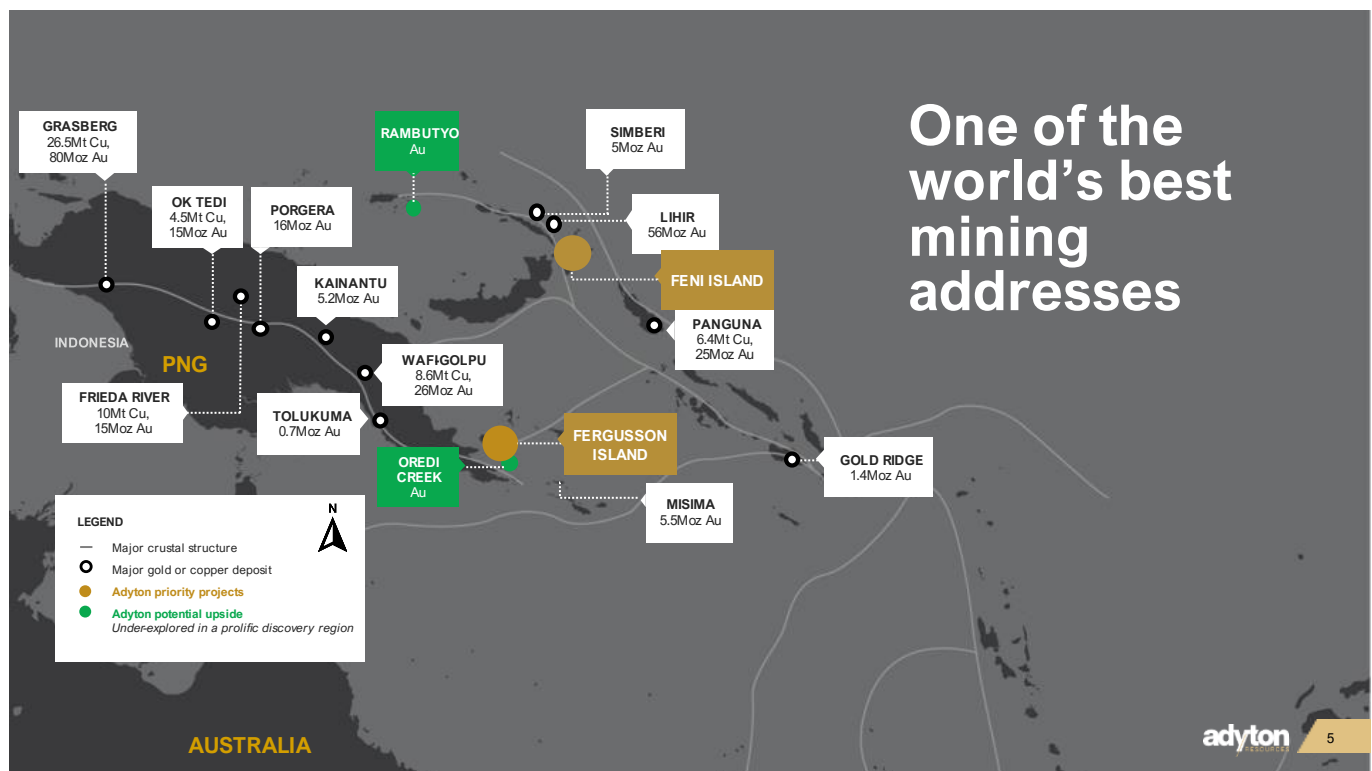 One of the
world's best
mining
addresses
GRASBERG
26.5Mt Cu,
80Moz Au
OK TEDI
4.5Mt Cu,
15Moz Au
PORGERA
16Moz Au
RAMBUTYO
Au
SIMBERI
5Moz Au
LIHIR
56Moz Au
FENI ISLAND
KAINANTU
5.2Moz Au
PANGUNA
6.4Mt Cu,
25Moz Au
INDONESIA
PNG
WAFI-GOLPU
8.6Mt Cu,
26Moz Au
FRIEDA RIVER
10Mt Cu,
15Moz Au
TOLUKUMA
0.7Moz Au
FERGUSSON
ISLAND
OREDI
CREEK
Au
GOLD RIDGE
1.4Moz Au
MISIMA
5.5Moz Au
LEGEND
N
Major crustal structure
Major gold or copper deposit
Adyton priority projects
Adyton potential upside
Under-explored in a prolific discovery region
AUSTRALIA
adyton
RESOURCES
5